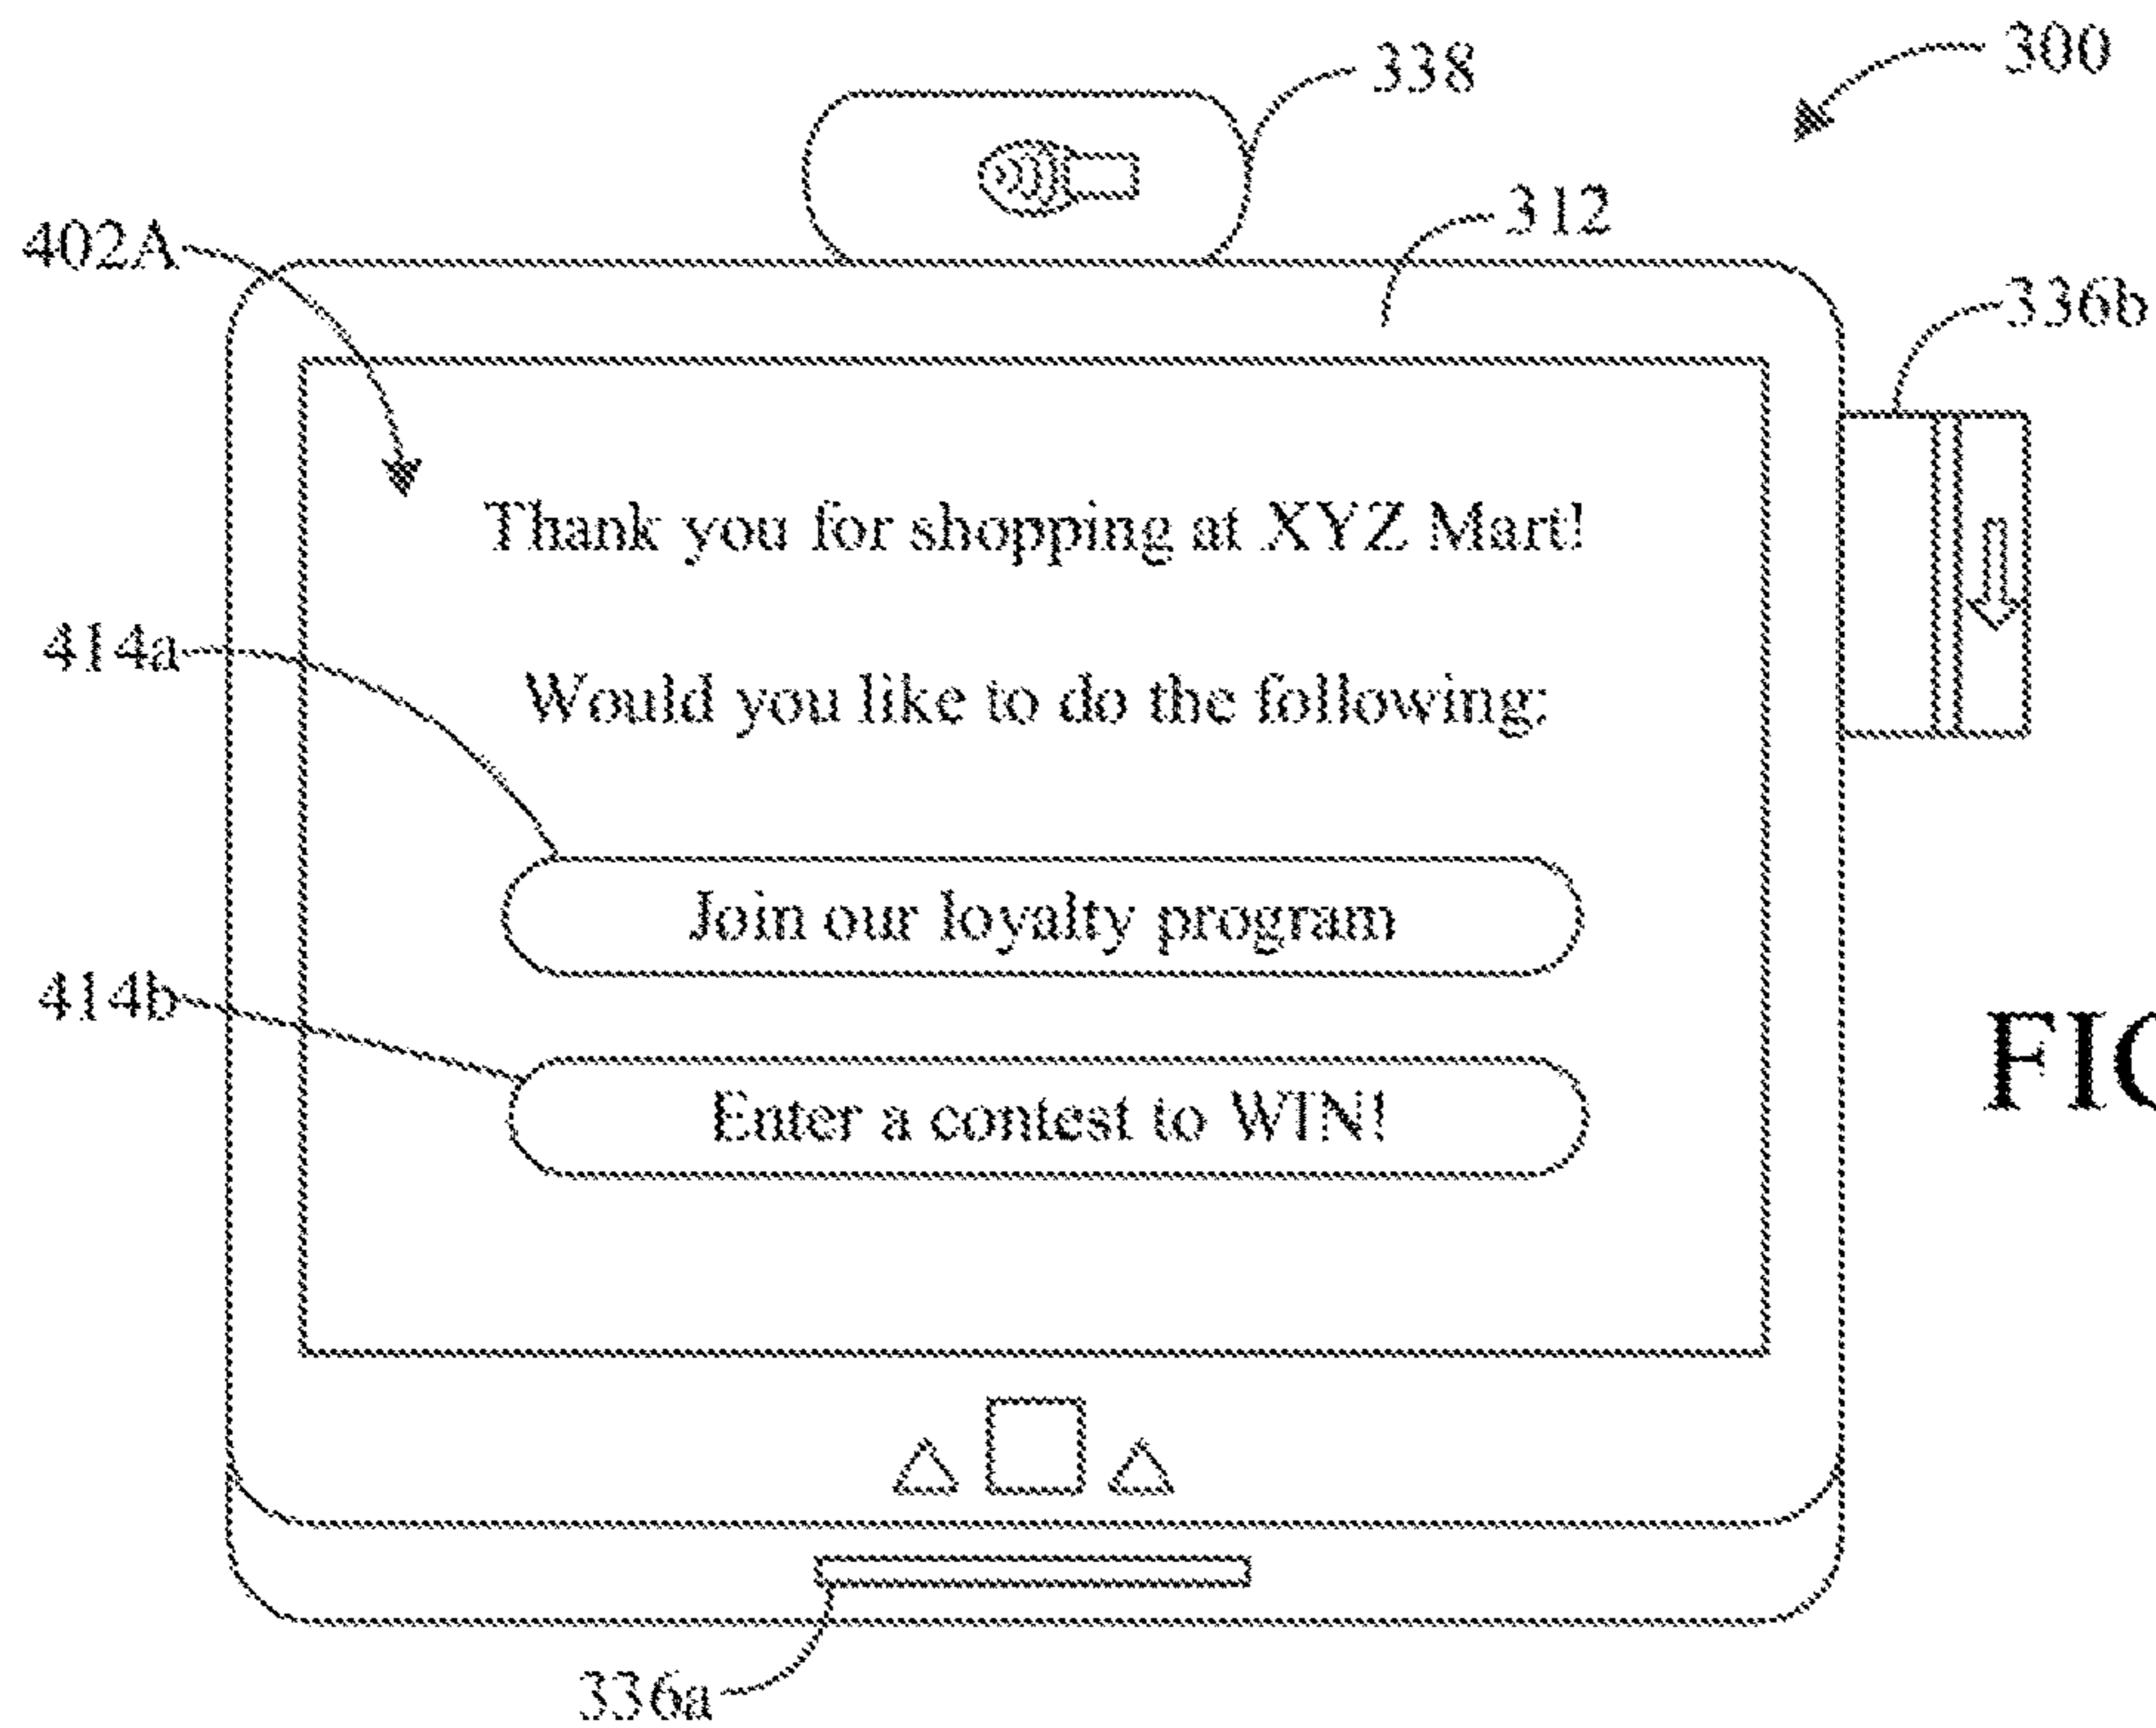 300
338
312
402A
336b
Thank you for shopping at XYZ Mart!
414a
Would you like to do the following:
Join our loyalty program
414b
Enter a contest to WIN!
FI
336a